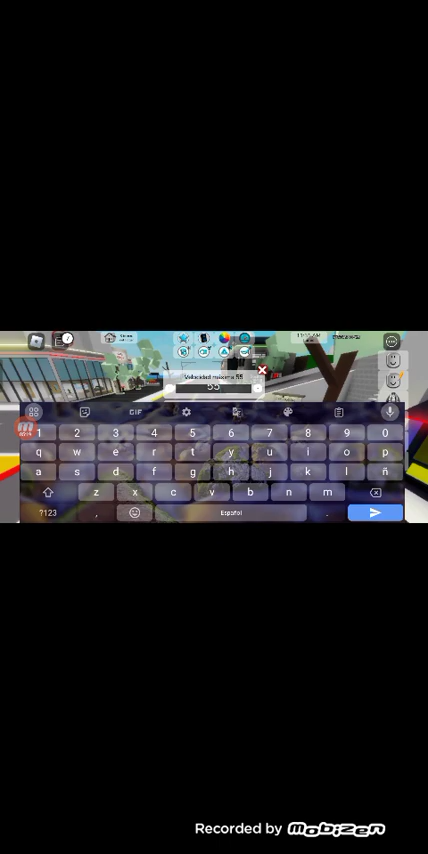 Velocidad máxima 55
55
GIF
1 2 3 4 5 6 7 8 9 0
q w e r t y u i o p
a s d f g h j k l ñ
z x c v b n m
?123 , Español .
Recorded by mobizen